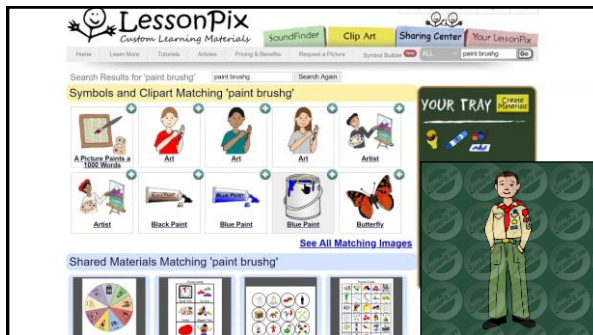 LessonPix
Custom Learning Materials
SoundFinder
Clip Art
Sharing Center
Your LessonPix
Home
Learn More
Tutorials
Articles
Pricing & Benefits
Request a Picture
Symbol Builder
ALL
paint brushg
Go
Search Results for 'paint brushg'
paint brushg
Search Again
Symbols and Clipart Matching 'paint brushg'
YOUR TRAY
Create
Materials
A Picture Paints a
1000 Words
Art
Art
Art
Artist
Artist
Black Paint
Blue Paint
Blue Paint
Butterfly
See All Matching Images
Shared Materials Matching 'paint brushg'